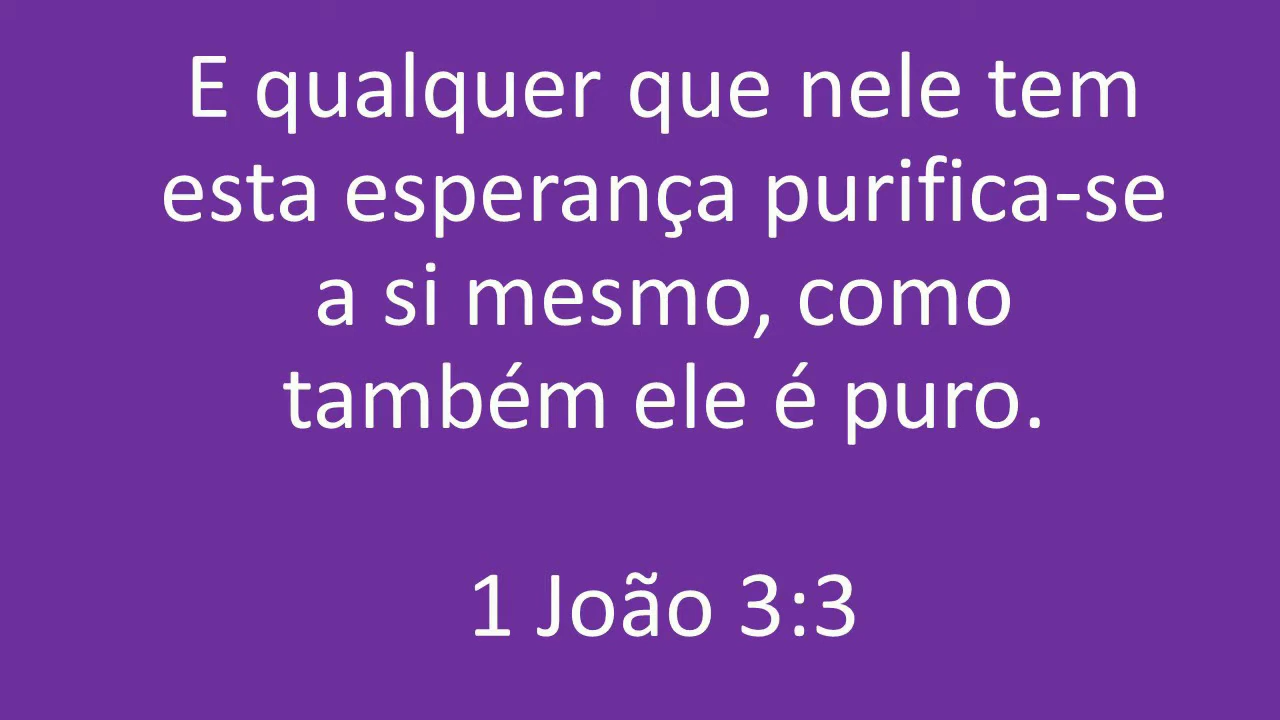 E qualquer que nele tem
esta esperança purifica-se
a si mesmo, como
também ele é puro.
1 João 3:3